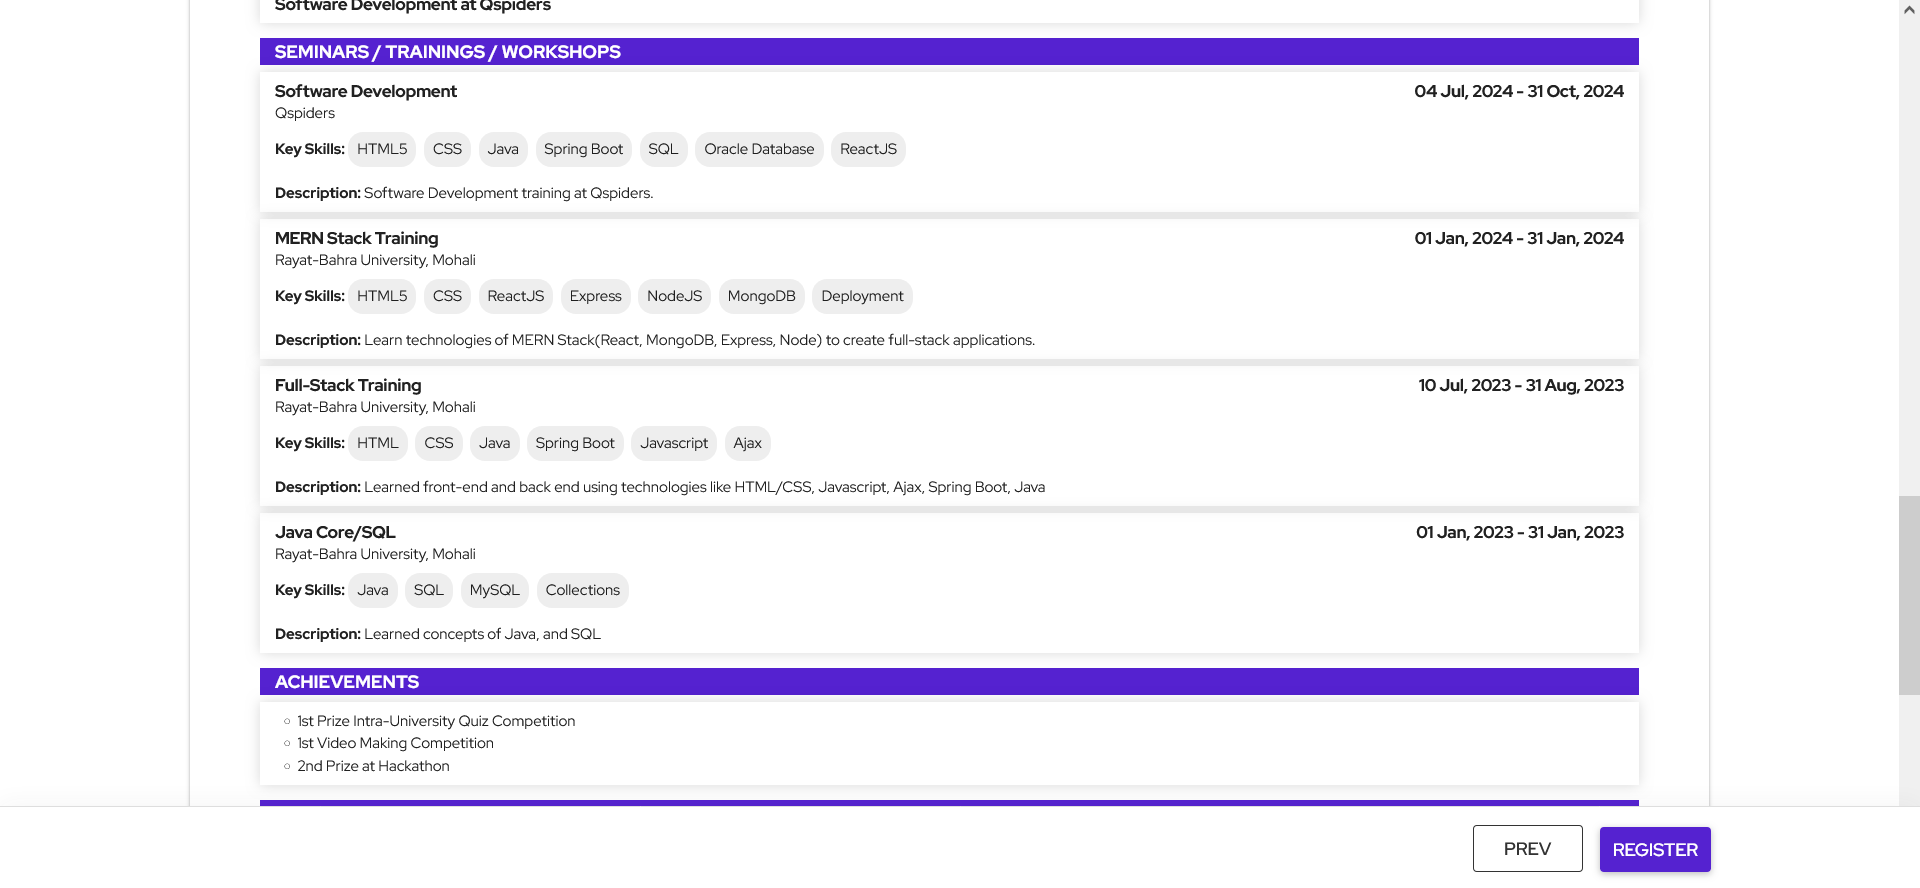 Software Development at Qspiders
SEMINARS / TRAININGS / WORKSHOPS
Software Development 04 Jul, 2024 - 31 Oct, 2024
Qspiders
Key Skills: HTML5 CSS Java Spring Boot SQL Oracle Database ReactJS
Description: Software Development training at Qspiders.
MERN Stack Training 01 Jan, 2024 - 31 Jan, 2024
Rayat-Bahra University, Mohali
Key Skills: HTML5 CSS ReactJS Express NodeJS MongoDB Deployment
Description: Learn technologies of MERN Stack(React, MongoDB, Express, Node) to create full-stack applications.
Full-Stack Training 10 Jul, 2023 - 31 Aug, 2023
Rayat-Bahra University, Mohali
Key Skills: HTML CSS Java Spring Boot Javascript Ajax
Description: Learned front-end and back end using technologies like HTML/CSS, Javascript, Ajax, Spring Boot, Java
Java Core/SQL 01 Jan, 2023 - 31 Jan, 2023
Rayat-Bahra University, Mohali
Key Skills: Java SQL MySQL Collections
Description: Learned concepts of Java, and SQL
ACHIEVEMENTS
1st Prize Intra-University Quiz Competition
1st Video Making Competition
2nd Prize at Hackathon
PREV REGISTER